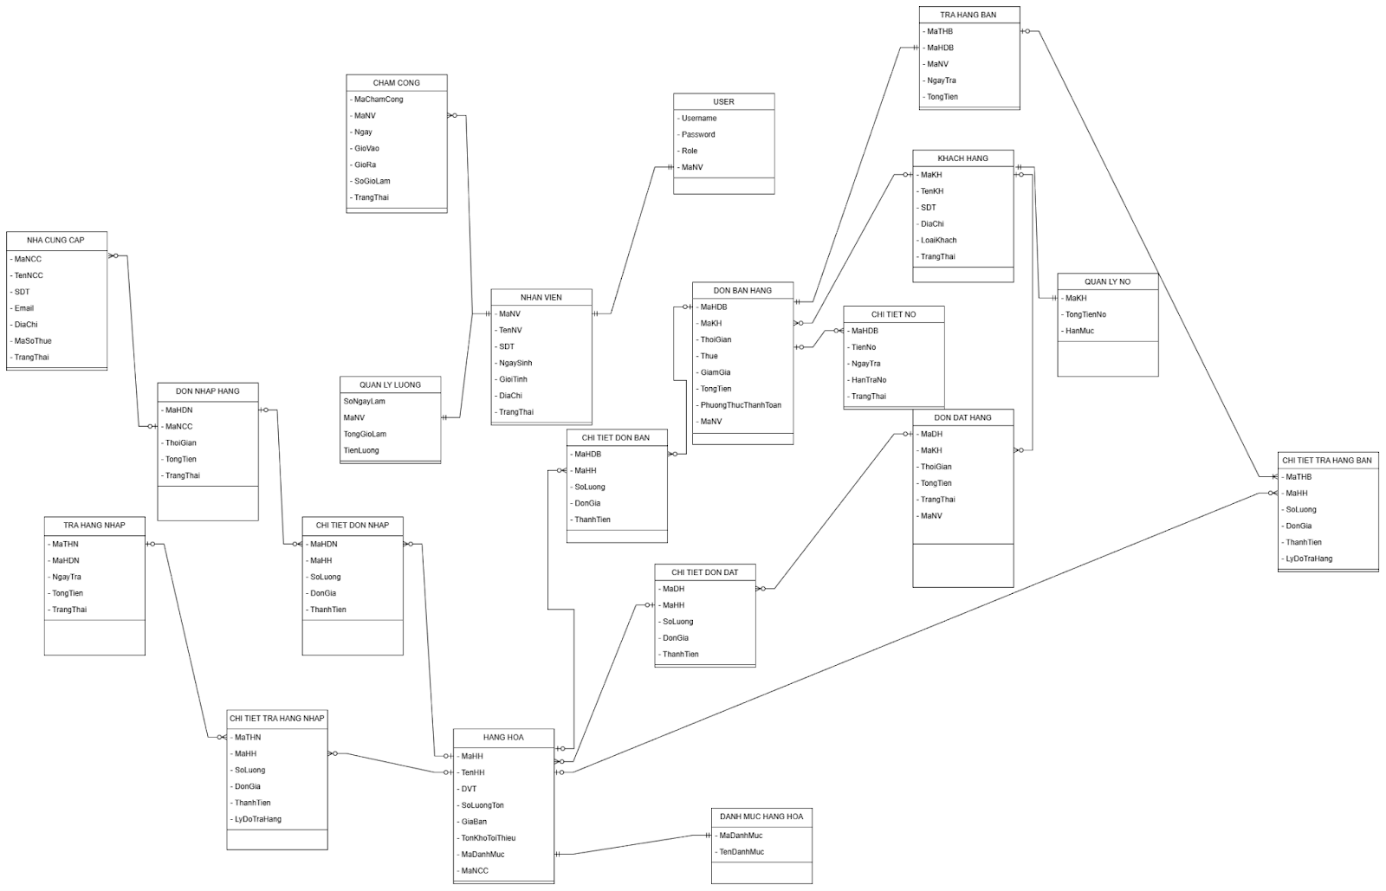 TRA HANG BAN
- MaTHB
- MaHDB
- MaNV
- NgayTra
- TongTien
CHAM CONG
- MaChamCong
- MaNV
- Ngay
- GioVao
- GioRa
- SoGioLam
- TrangThai
USER
- Username
- Password
- Role
- MaNV
KHACH HANG
- MaKH
- TenKH
- SDT
- DiaChi
- LoaiKhach
- TrangThai
NHA CUNG CAP
- MaNCC
- TenNCC
- SDT
- Email
- DiaChi
- MaSoThue
- TrangThai
NHAN VIEN
- MaNV
- TenNV
- SDT
- NgaySinh
- GioiTinh
- DiaChi
- TrangThai
DON BAN HANG
- MaHDB
- MaKH
- ThoiGian
- Thue
- GiamGia
- TongTien
- PhuongThucThanhToan
- MaNV
QUAN LY NO
- MaKH
- TongTienNo
- HanMuc
CHI TIET NO
- MaHDB
- TienNo
- NgayTra
- HanTraNo
- TrangThai
QUAN LY LUONG
SoNgayLam
MaNV
TongGioLam
TienLuong
DON NHAP HANG
- MaHDN
- MaNCC
- ThoiGian
- TongTien
- TrangThai
CHI TIET DON BAN
- MaHDB
- MaHH
- SoLuong
- DonGia
- ThanhTien
DON DAT HANG
- MaDH
- MaKH
- ThoiGian
- TongTien
- TrangThai
- MaNV
CHI TIET TRA HANG BAN
- MaTHB
- MaHH
- SoLuong
- DonGia
- ThanhTien
- LyDoTraHang
TRA HANG NHAP
- MaTHN
- MaHDN
- NgayTra
- TongTien
- TrangThai
CHI TIET DON NHAP
- MaHDN
- MaHH
- SoLuong
- DonGia
- ThanhTien
CHI TIET DON DAT
- MaDH
- MaHH
- SoLuong
- DonGia
- ThanhTien
CHI TIET TRA HANG NHAP
- MaTHN
- MaHH
- SoLuong
- DonGia
- ThanhTien
- LyDoTraHang
HANG HOA
- MaHH
- TenHH
- DVT
- SoLuongTon
- GiaBan
- TonKhoToiThieu
- MaDanhMuc
- MaNCC
DANH MUC HANG HOA
- MaDanhMuc
- TenDanhMuc